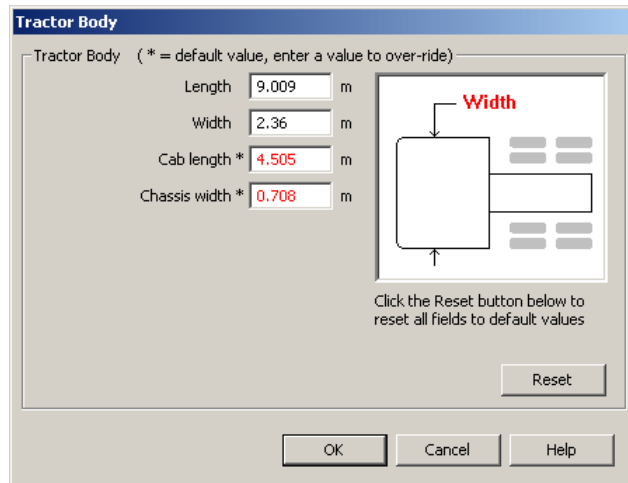 Tractor Body
Tractor Body ( * = default value, enter a value to over-ride)
Length 9.009 m
Width 2.36 m
Cab length * 4.505 m
Chassis width * 0.708 m
Width
Click the Reset button below to
reset all fields to default values
Reset
OK Cancel Help